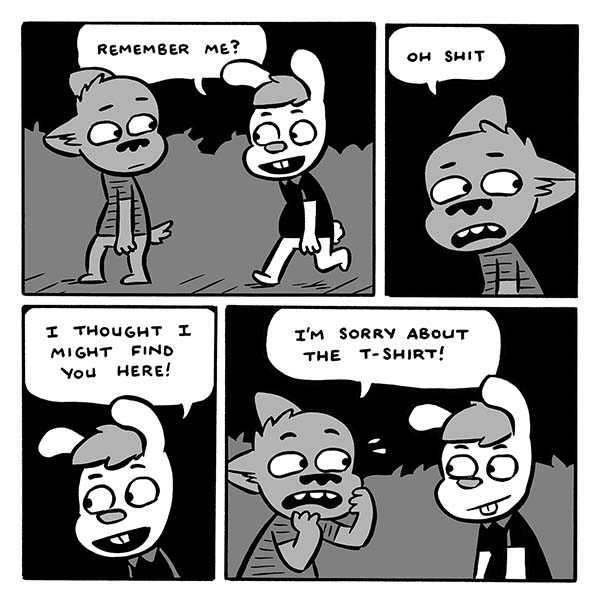 REMEMBER ME?
OH SHIT
I THOUGHT I
MIGHT FIND
YOU HERE!
I'M SORRY ABOUT
THE T-SHIRT!